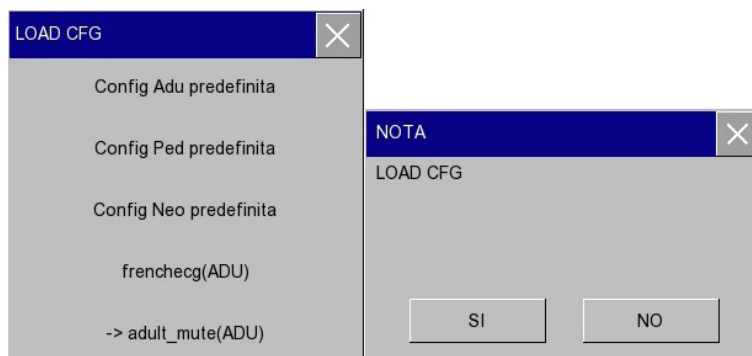 LOAD CFG
Config Adu predefinita
Config Ped predefinita
Config Neo predefinita
frenchecg(ADU)
-> adult_mute(ADU)
NOTA
LOAD CFG
SI
NO